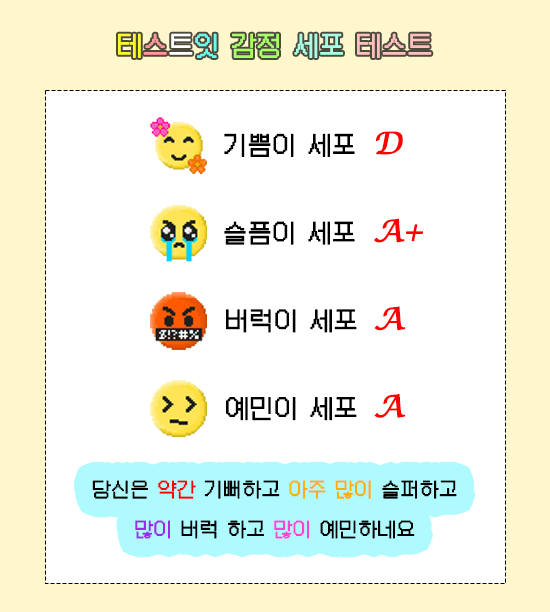 테스트잇 감정 세포 테스트
기쁨이 세포 D
슬픔이 세포 A+
버럭이 세포 A
$!?#%
예민이 세포 A
당신은 약간 기뻐하고 아주 많이 슬퍼하고
많이 버럭 하고 많이 예민하네요